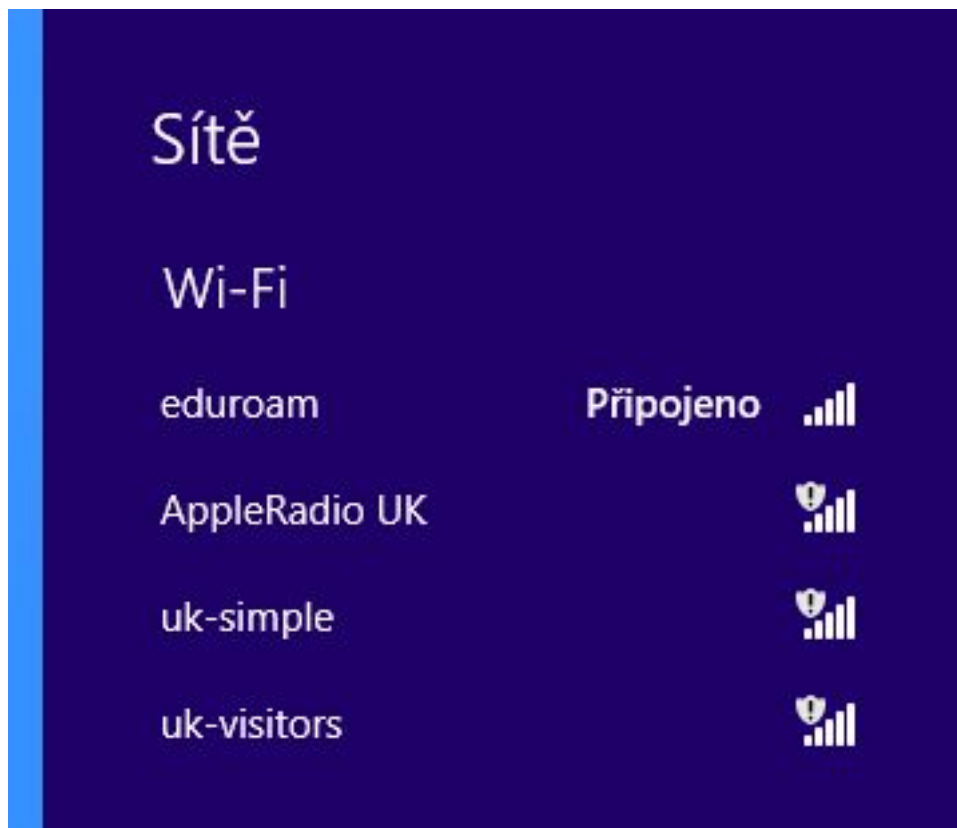 Sítě
Wi-Fi
eduroam Připojeno
AppleRadio UK
uk-simple
uk-visitors